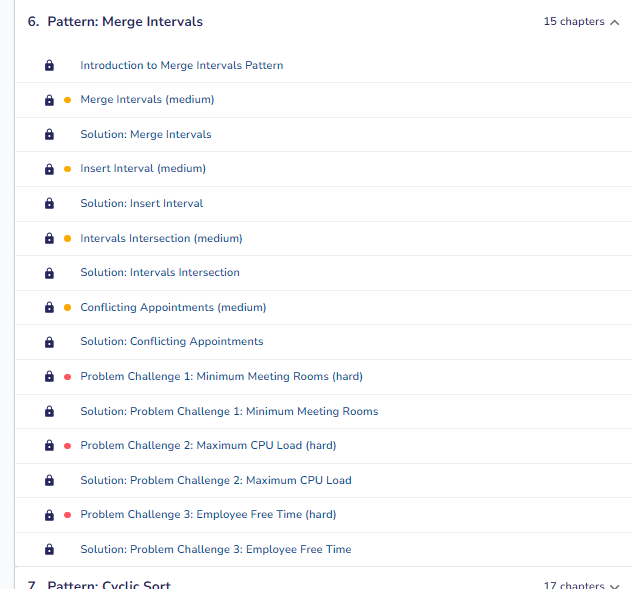 6. Pattern: Merge Intervals 15 chapters
Introduction to Merge Intervals Pattern
Merge Intervals (medium)
Solution: Merge Intervals
Insert Interval (medium)
Solution: Insert Interval
Intervals Intersection (medium)
Solution: Intervals Intersection
Conflicting Appointments (medium)
Solution: Conflicting Appointments
Problem Challenge 1: Minimum Meeting Rooms (hard)
Solution: Problem Challenge 1: Minimum Meeting Rooms
Problem Challenge 2: Maximum CPU Load (hard)
Solution: Problem Challenge 2: Maximum CPU Load
Problem Challenge 3: Employee Free Time (hard)
Solution: Problem Challenge 3: Employee Free Time
7. Pattern: Cyclic Sort 17 chapters